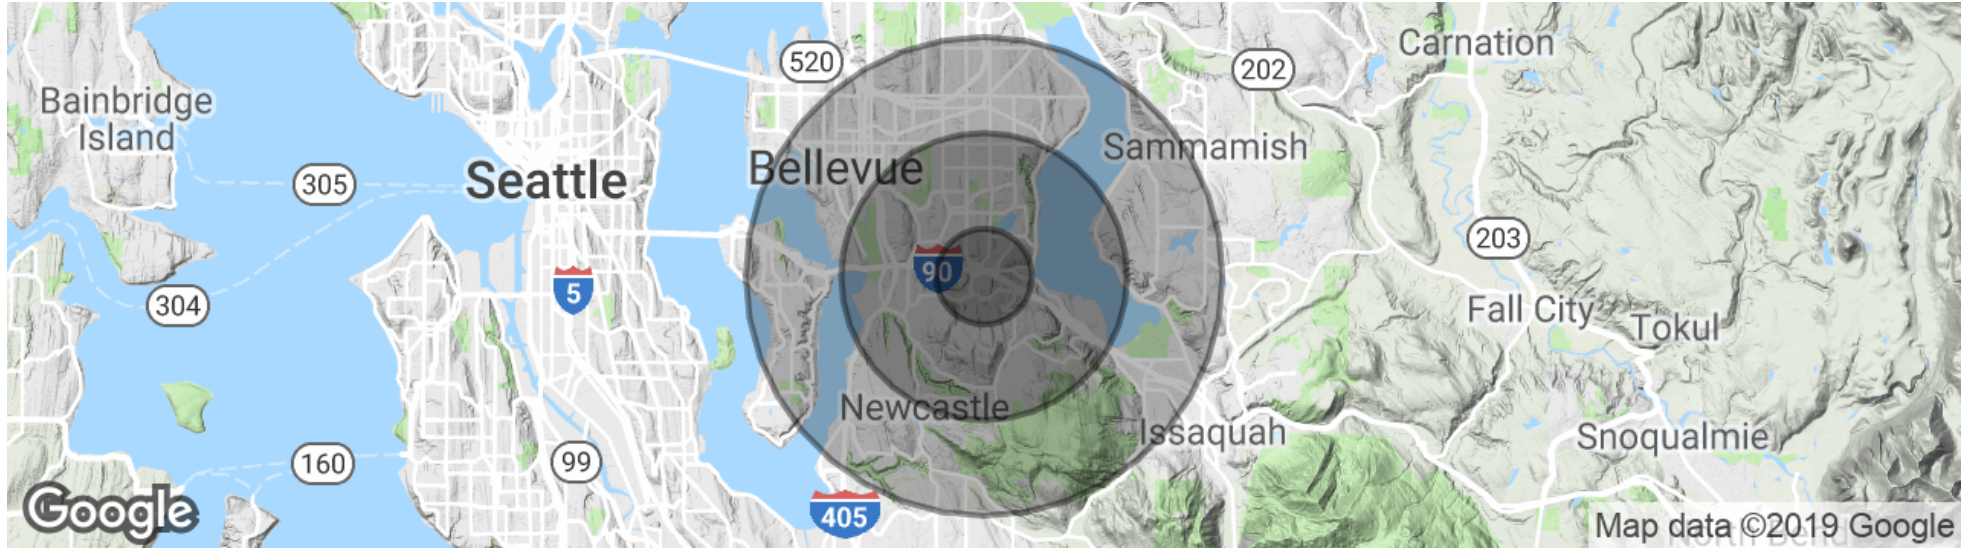 Carnation
520
202
Bainbridge
Island
Sammamish
Bellevue
Seattle
305
203
90
5
304
Fall City
Tokul
Newcastle
Issaquah
Snoqualmie
160
99
Google
405
Map data ©2019 Google